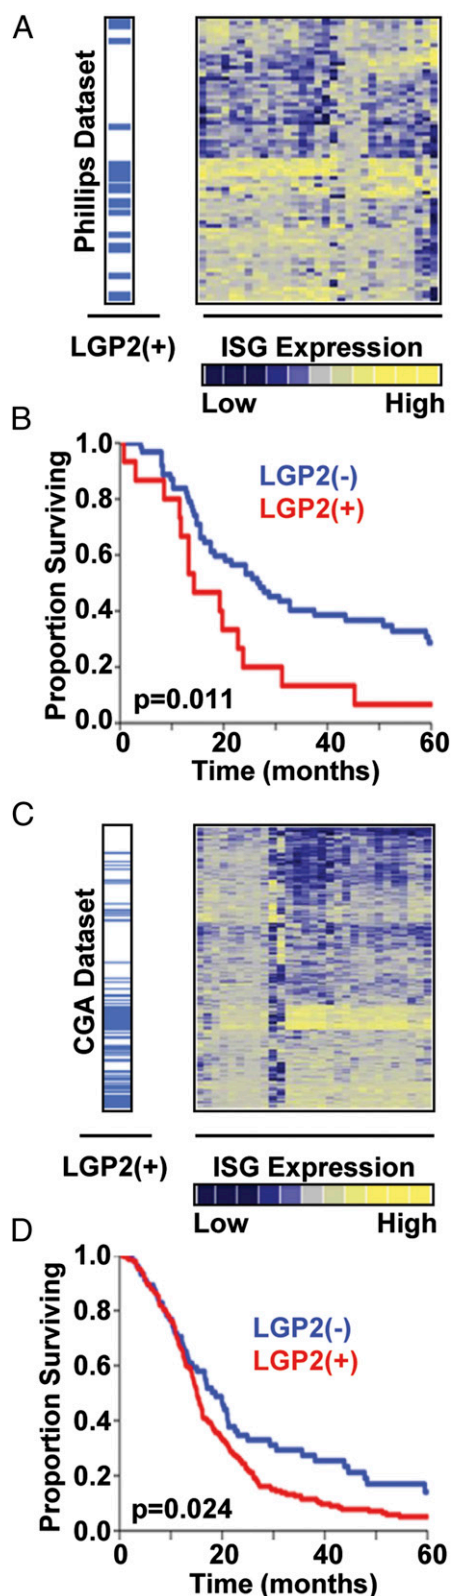 A
Phillips Dataset
LGP2(+)
ISG Expression
Low High
B
Proportion Surviving
1.0
0.8
0.6
0.4
0.2
0.0
LGP2(-)
LGP2(+)
p=0.011
0 20 40 60
Time (months)
C
CGA Dataset
LGP2(+)
ISG Expression
Low High
D
Proportion Surviving
1.0
0.8
0.6
0.4
0.2
0.0
LGP2(-)
LGP2(+)
p=0.024
0 20 40 60
Time (months)